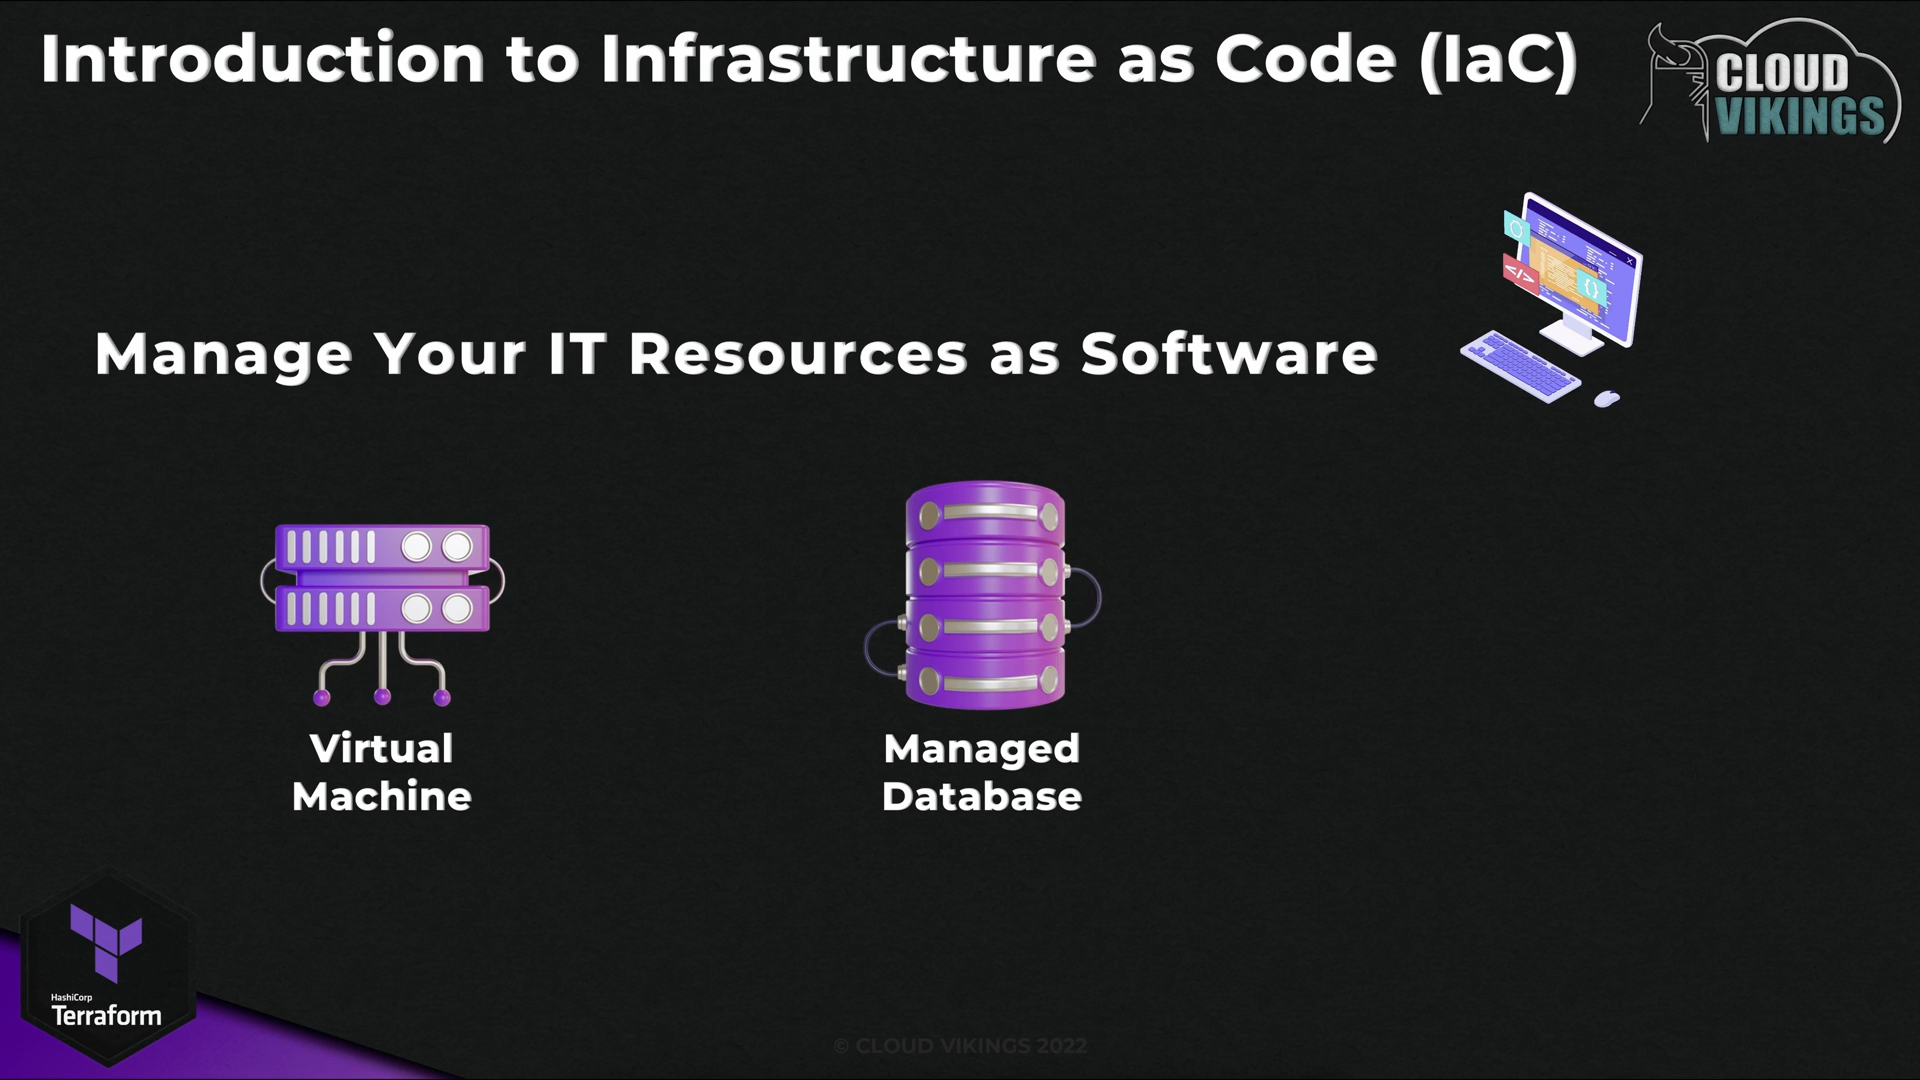 Introduction to Infrastructure as Code (IaC)
CLOUD
VIKINGS
</>
{}
Manage Your IT Resources as Software
Virtual
Machine
Managed
Database
HashiCorp
Terraform
© CLOUD VIKINGS 2022